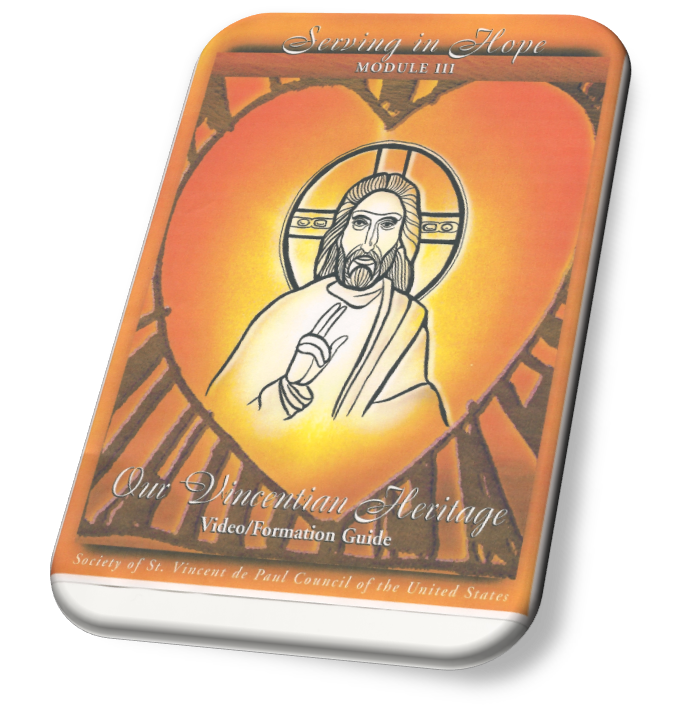 Serving in Hope
MODULE III
Our Vincentian Heritage
Video/Formation Guide
Society of St. Vincent de Paul Council of the United States